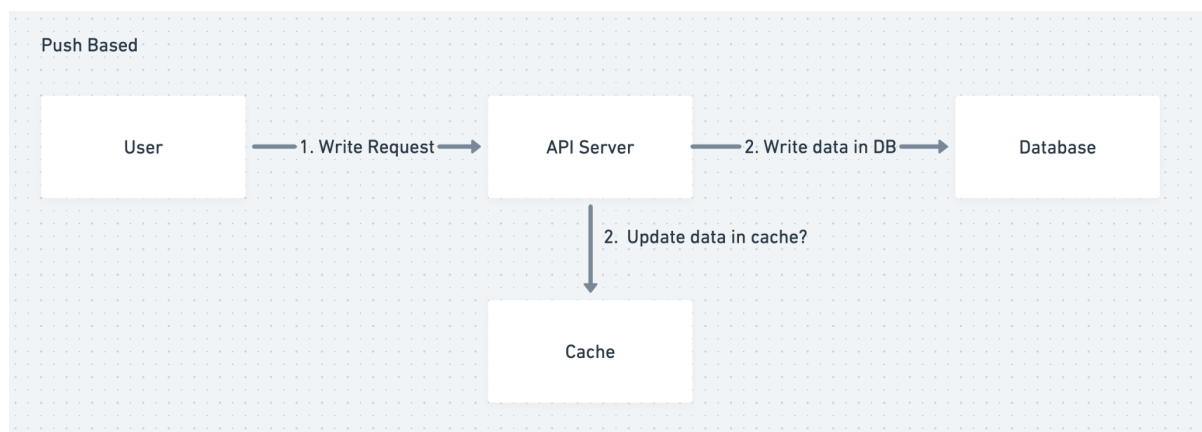 Push Based
User
1. Write Request
API Server
2. Write data in DB
Database
2. Update data in cache?
Cache